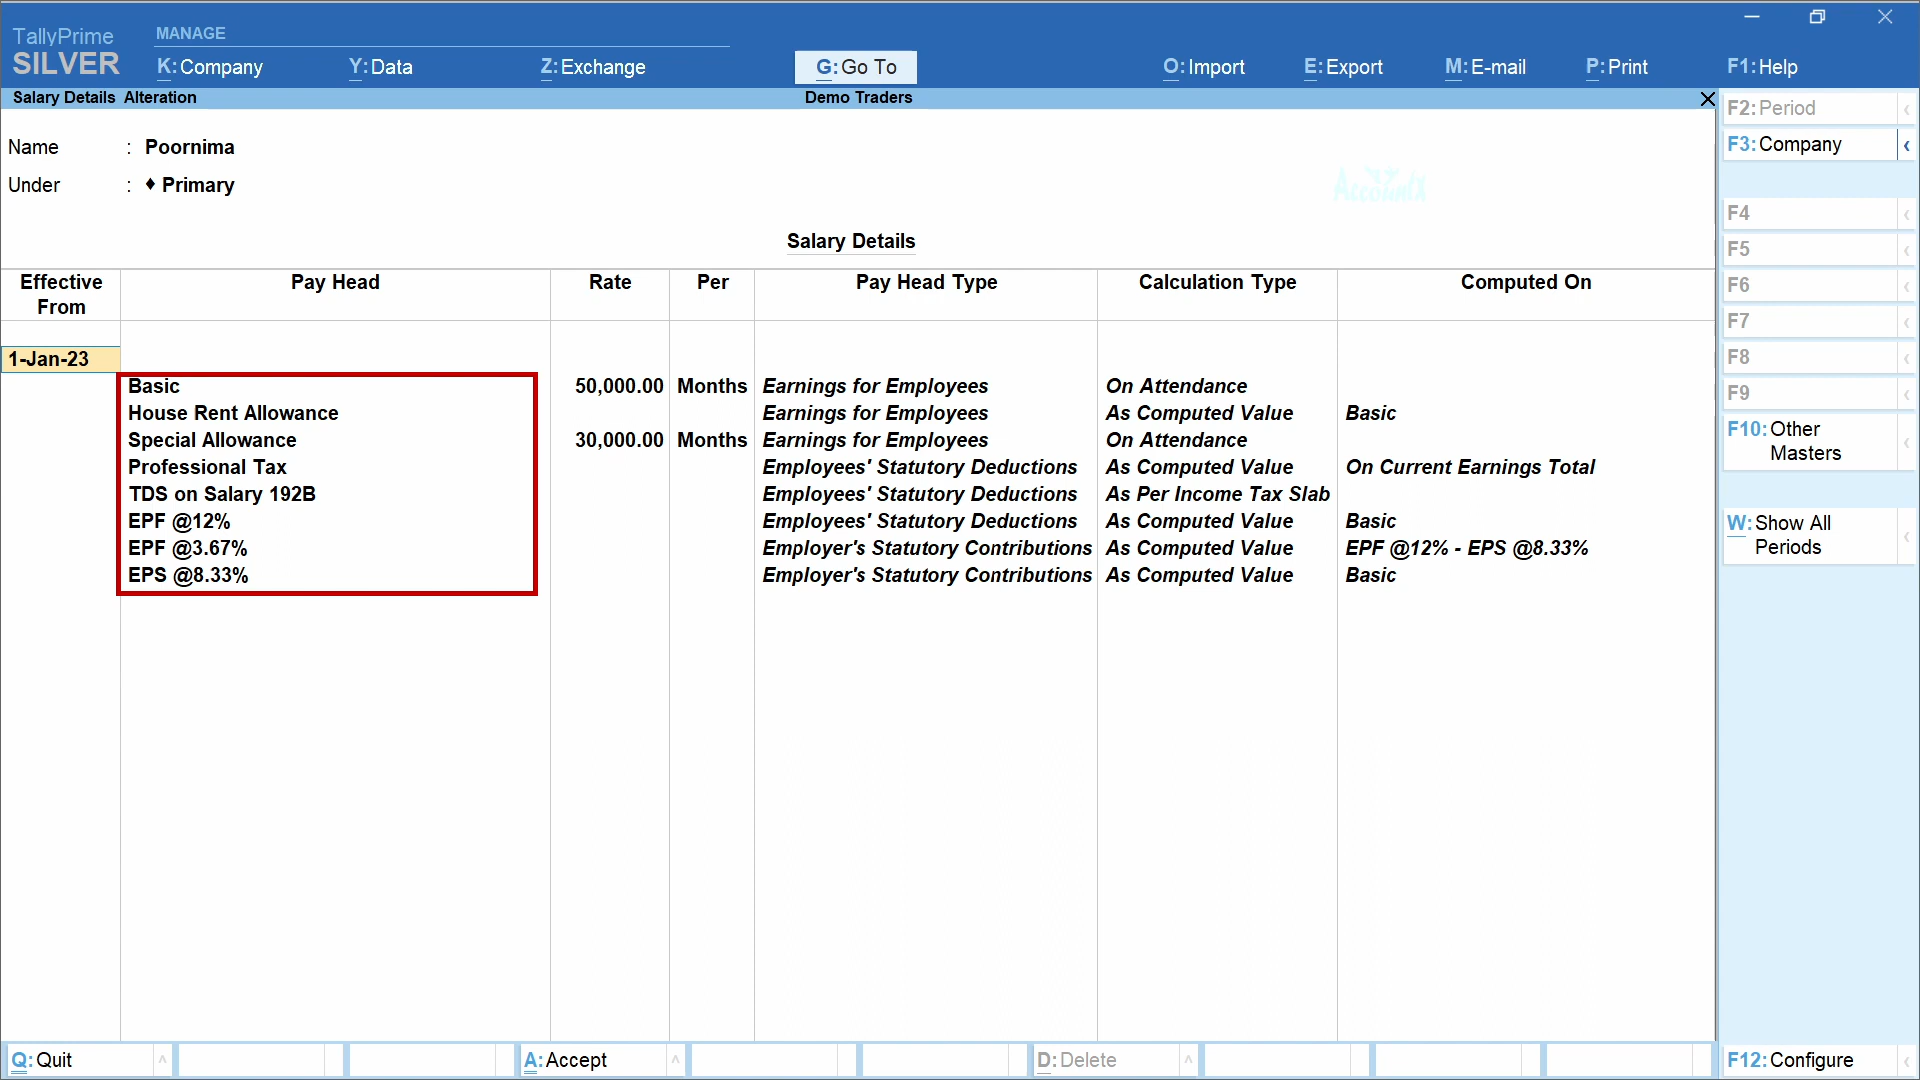 TallyPrime
SILVER
MANAGE
K:Company
Y:Data
Z:Exchange
G:Go To
O:Import
E:Export
M:E-mail
P:Print
F1:Help
Salary Details Alteration
Demo Traders
Name : Poornima
Under : ♦ Primary
Accounix
Salary Details
Effective From Pay Head Rate Per Pay Head Type Calculation Type Computed On
1-Jan-23
Basic 50,000.00 Months Earnings for Employees On Attendance
House Rent Allowance Earnings for Employees As Computed Value Basic
Special Allowance 30,000.00 Months Earnings for Employees On Attendance
Professional Tax Employees' Statutory Deductions As Computed Value On Current Earnings Total
TDS on Salary 192B Employees' Statutory Deductions As Per Income Tax Slab
EPF @12% Employees' Statutory Deductions As Computed Value Basic
EPF @3.67% Employer's Statutory Contributions As Computed Value EPF @12% - EPS @8.33%
EPS @8.33% Employer's Statutory Contributions As Computed Value Basic
F2:Period
F3:Company
F4
F5
F6
F7
F8
F9
F10:Other
Masters
W:Show All
Periods
Q:Quit
A:Accept
D:Delete
F12:Configure